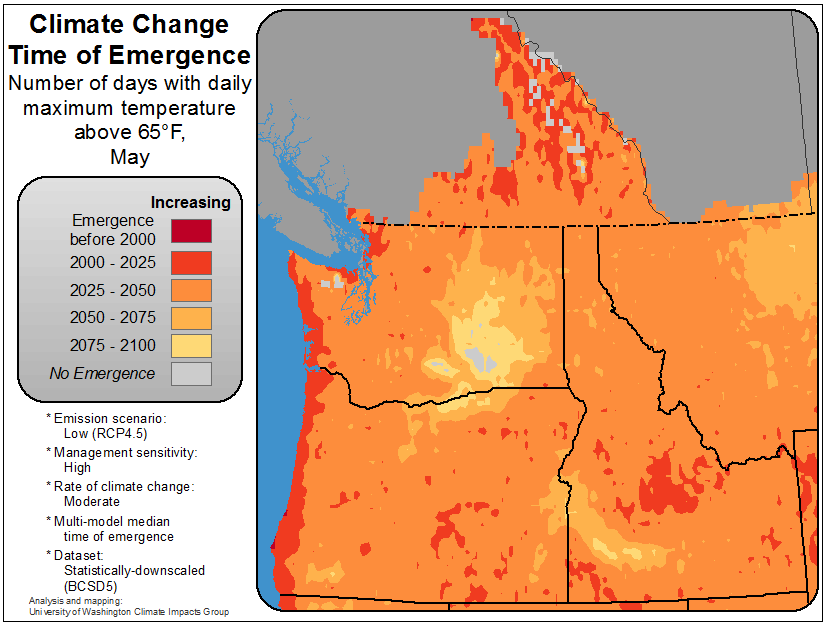 Climate Change
Time of Emergence
Number of days with daily
maximum temperature
above 65°F,
May
Increasing
Emergence
before 2000
2000 - 2025
2025 - 2050
2050 - 2075
2075 - 2100
No Emergence
* Emission scenario:
Low (RCP4.5)
* Management sensitivity:
High
* Rate of climate change:
Moderate
* Multi-model median
time of emergence
* Dataset:
Statistically-downscaled
(BCSD5)
Analysis and mapping:
University of Washington Climate Impacts Group